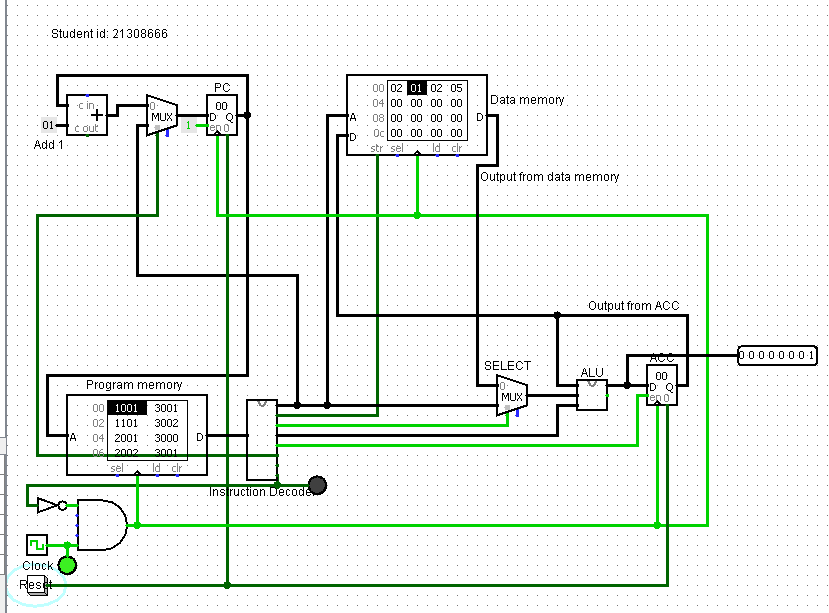 Student id: 21308666
PC
c in
c out
01
Add 1
0
MUX
1
00
D Q
en 0
00 02 01 02 05
04 00 00 00 00
08 00 00 00 00
0c 00 00 00 00
A
D
D
str sel ld clr
Data memory
Output from data memory
Output from ACC
00000001
SELECT
0
MUX
ALU
ACC
00
D Q
en 0
Program memory
00 1001 3001
02 1101 3002
04 2001 3000
06 2002 3001
A
D
sel ld clr
Instruction Decoder
Clock
Reset